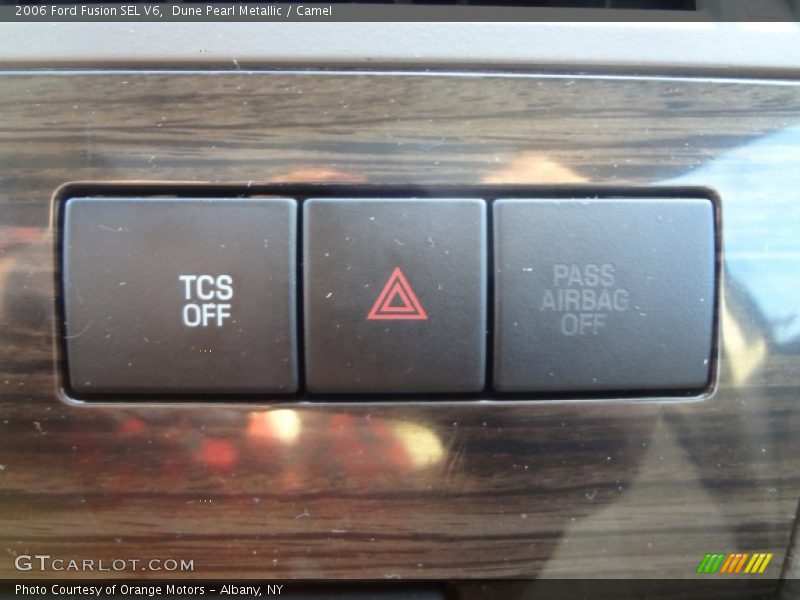 2006 Ford Fusion SEL V6,  Dune Pearl Metallic / Camel
TCS
OFF
PASS
AIRBAG
OFF
GTCARLOT.COM
Photo Courtesy of Orange Motors - Albany, NY